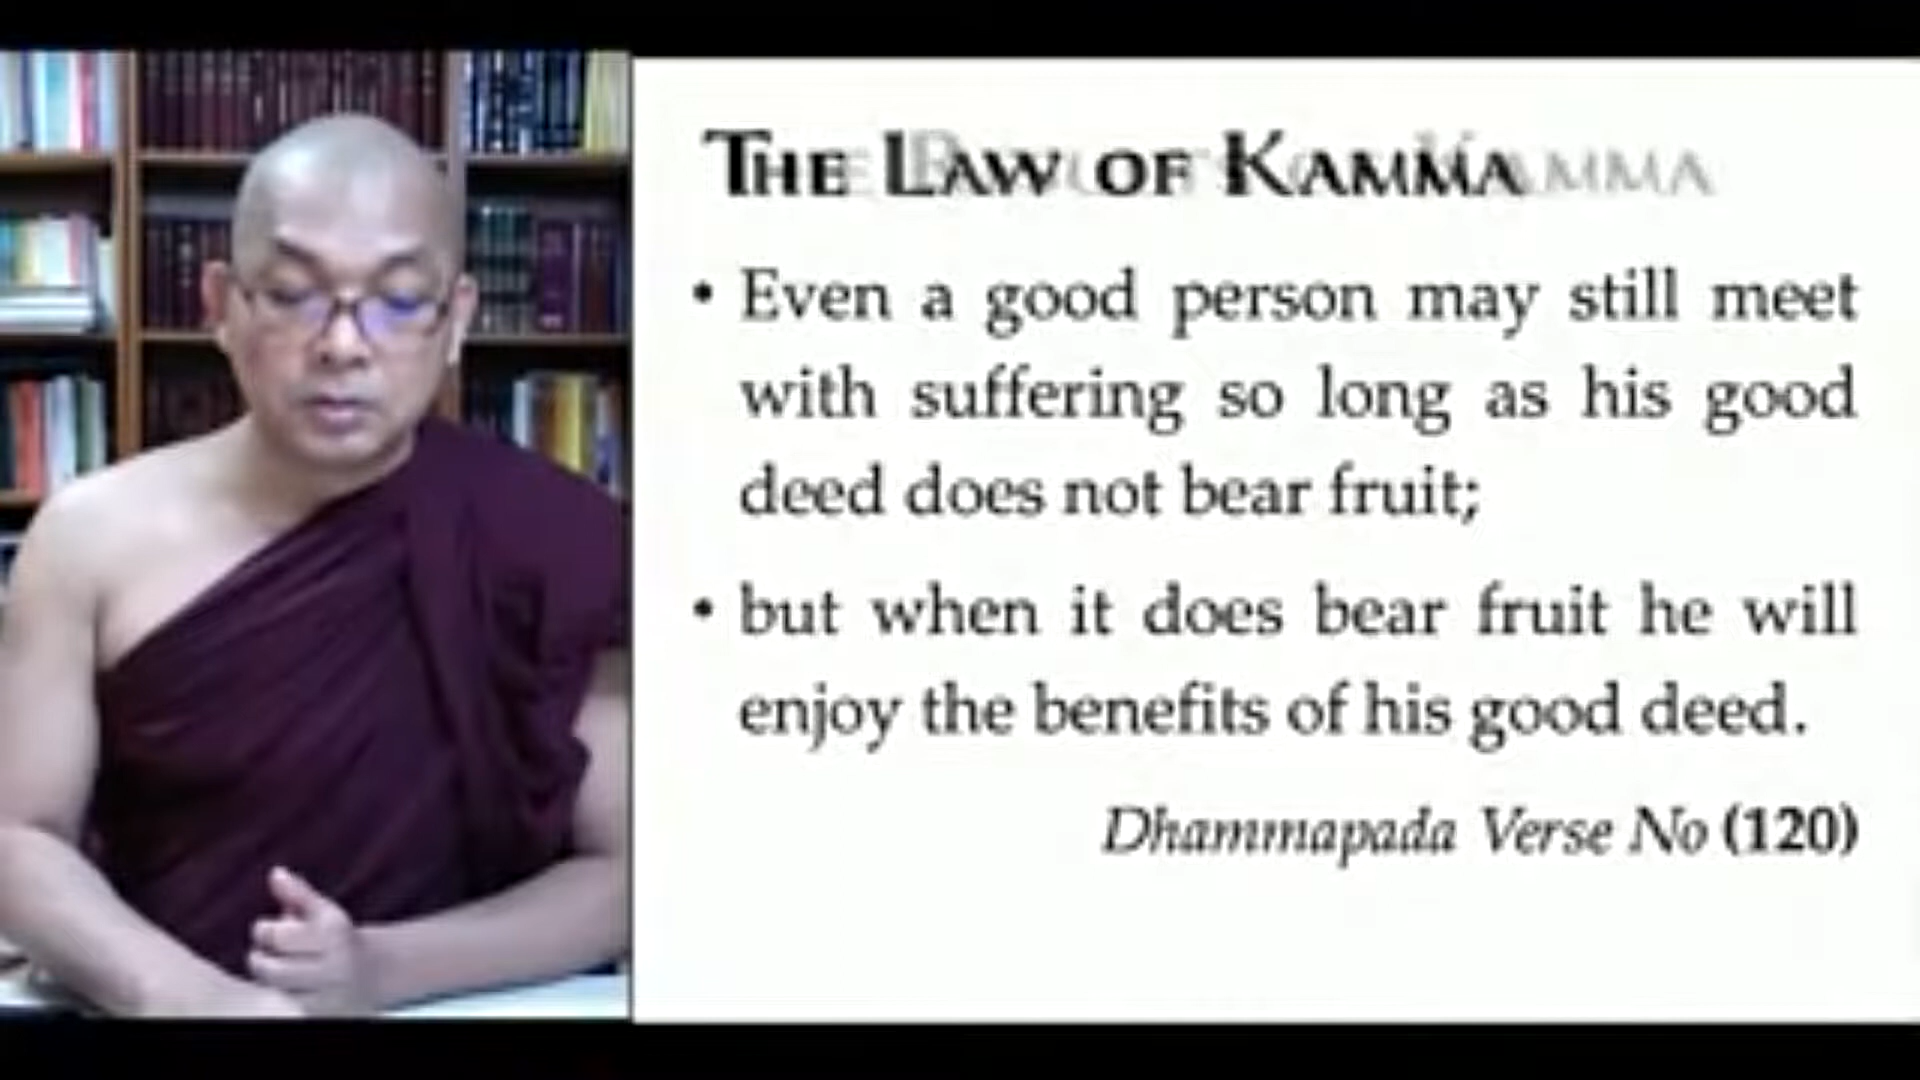 THE LAW OF KAMMA
• Even a good person may still meet
with suffering so long as his good
deed does not bear fruit;
• but when it does bear fruit he will
enjoy the benefits of his good deed.
Dhammapada Verse No (120)